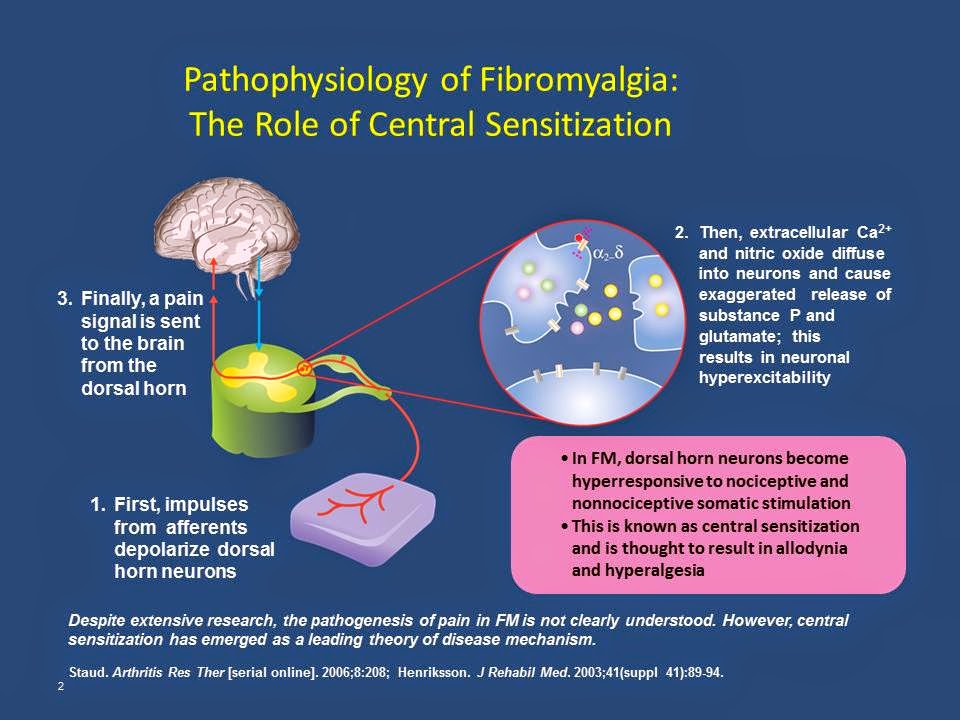 Pathophysiology of Fibromyalgia:
The Role of Central Sensitization
1. First, impulses
from afferents
depolarize dorsal
horn neurons
α2–δ
2. Then, extracellular Ca2+
and nitric oxide diffuse
into neurons and cause
exaggerated release of
substance P and
glutamate; this
results in neuronal
hyperexcitability
3. Finally, a pain
signal is sent
to the brain
from the
dorsal horn
• In FM, dorsal horn neurons become
hyperresponsive to nociceptive and
nonnociceptive somatic stimulation
• This is known as central sensitization
and is thought to result in allodynia
and hyperalgesia
Despite extensive research, the pathogenesis of pain in FM is not clearly understood. However, central
sensitization has emerged as a leading theory of disease mechanism.
Staud. Arthritis Res Ther [serial online]. 2006;8:208; Henriksson. J Rehabil Med. 2003;41(suppl 41):89-94.
2